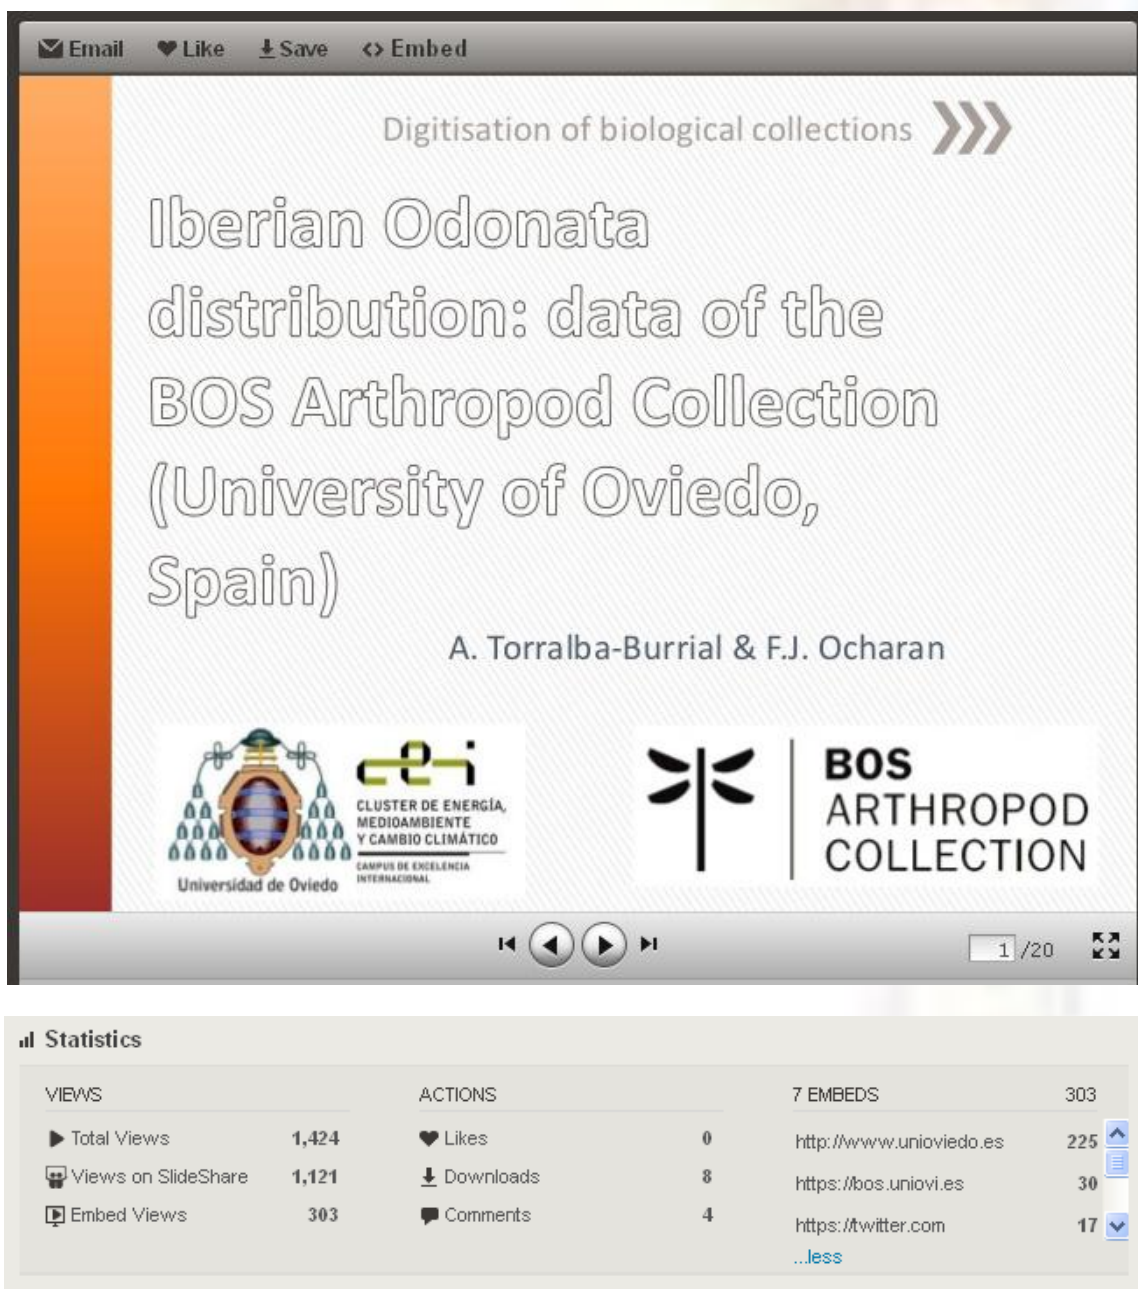 Email Like Save Embed
Digitisation of biological collections
Iberian Odonata
distribution: data of the
BOS Arthropod Collection
(University of Oviedo,
Spain)
A. Torralba-Burrial & F.J. Ocharan
Universidad de Oviedo
cei
CLUSTER DE ENERGÍA,
MEDIOAMBIENTE
Y CAMBIO CLIMÁTICO
CAMPUS DE EXCELENCIA
INTERNACIONAL
BOS
ARTHROPOD
COLLECTION
1 /20
Statistics
VIEWS
Total Views 1,424
Views on SlideShare 1,121
Embed Views 303
ACTIONS
Likes 0
Downloads 8
Comments 4
7 EMBEDS 303
http://www.unioviedo.es 225
https://bos.uniovi.es 30
https://twitter.com 17
...less